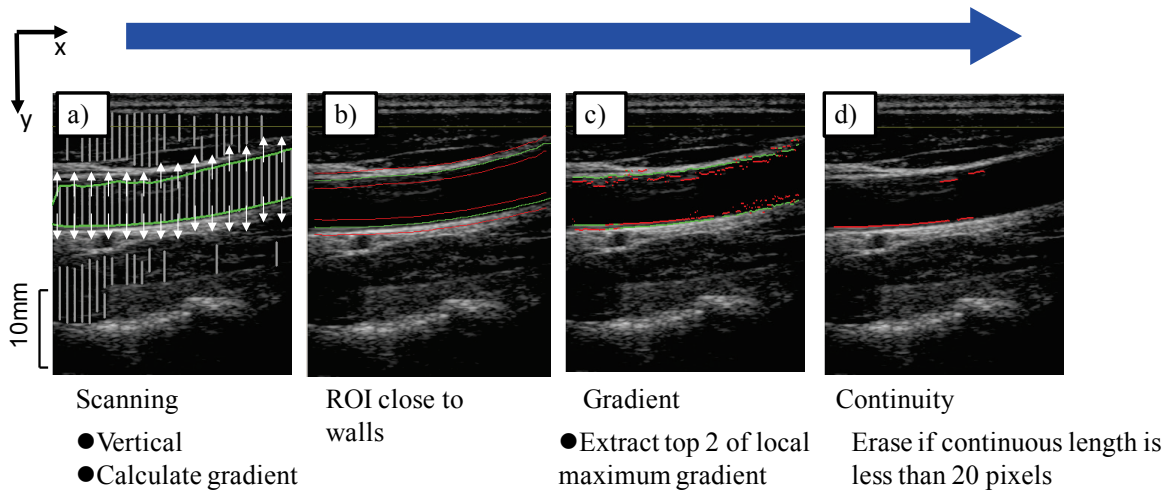 x
y
a)
b)
c)
d)
10mm
Scanning
●Vertical
●Calculate gradient
ROI close to
walls
Gradient
●Extract top 2 of local
maximum gradient
Continuity
Erase if continuous length is
less than 20 pixels